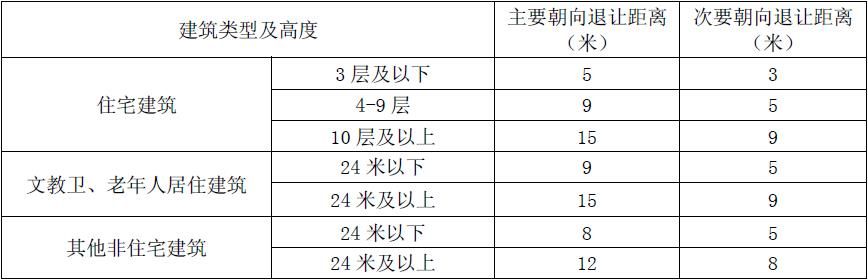 建筑类型及高度 主要朝向退让距离（米） 次要朝向退让距离（米）
住宅建筑 3 层及以下 5 3
4-9 层 9 5
10 层及以上 15 9
文教卫、老年人居住建筑 24 米以下 9 5
24 米及以上 15 9
其他非住宅建筑 24 米以下 8 5
24 米及以上 12 8